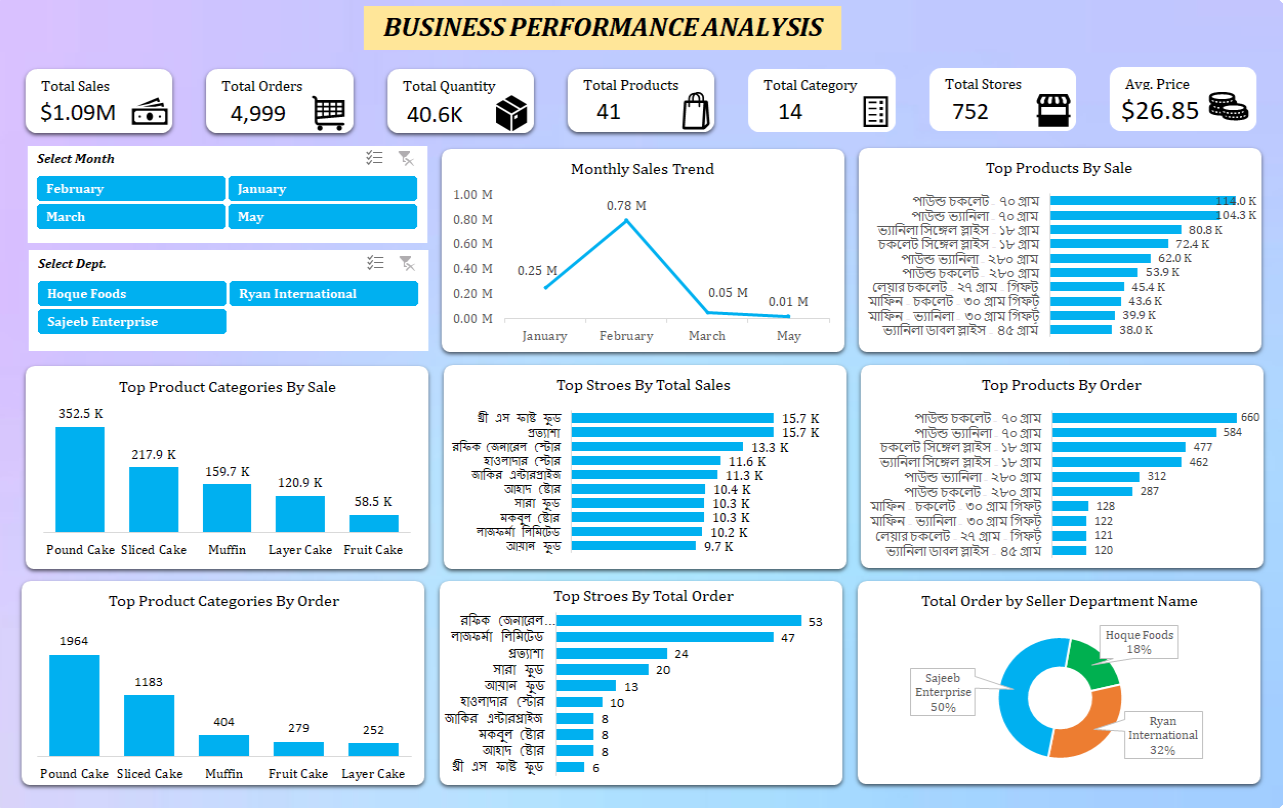 BUSINESS PERFORMANCE ANALYSIS
Total Sales
$1.09M
Total Orders
4,999
Total Quantity
40.6K
Total Products
41
Total Category
14
Total Stores
752
Avg. Price
$26.85
Select Month
February
January
March
May
Select Dept.
Hoque Foods
Ryan International
Sajeeb Enterprise
Monthly Sales Trend
1.00 M
0.80 M
0.60 M
0.40 M
0.20 M
0.00 M
0.25 M
0.78 M
0.05 M
0.01 M
January
February
March
May
Top Products By Sale
পাউন্ড চকলেট - ৭০ গ্রাম 114.0 K
পাউন্ড ভ্যানিলা - ৭০ গ্রাম 104.3 K
ভ্যানিলা সিঙ্গেল স্লাইস - ১৮ গ্রাম 80.8 K
চকলেট সিঙ্গেল স্লাইস - ১৮ গ্রাম 72.4 K
পাউন্ড ভ্যানিলা - ২৮০ গ্রাম 62.0 K
পাউন্ড চকলেট - ২৮০ গ্রাম 53.9 K
লেয়ার চকলেট - ২৭ গ্রাম - গিফট্ 45.4 K
মাফিন - চকলেট - ৩০ গ্রাম গিফট্ 43.6 K
মাফিন - ভ্যানিলা - ৩০ গ্রাম গিফট্ 39.9 K
ভ্যানিলা ডাবল স্লাইস - ৪৫ গ্রাম 38.0 K
Top Product Categories By Sale
352.5 K
217.9 K
159.7 K
120.9 K
58.5 K
Pound Cake
Sliced Cake
Muffin
Layer Cake
Fruit Cake
Top Stroes By Total Sales
থ্রী এস ফাষ্ট ফুড 15.7 K
প্রত্যাশা 15.7 K
রফিক জেনারেল স্টোর 13.3 K
হাওলাদার স্টোর 11.6 K
জাকির এন্টারপ্রাইজ 11.3 K
আহাদ ষ্টোর 10.4 K
সারা ফুড 10.3 K
মকবুল ষ্টোর 10.3 K
লাজফর্মা লিমিটেড 10.2 K
আয়ান ফুড 9.7 K
Top Products By Order
পাউন্ড চকলেট - ৭০ গ্রাম 660
পাউন্ড ভ্যানিলা - ৭০ গ্রাম 584
চকলেট সিঙ্গেল স্লাইস - ১৮ গ্রাম 477
ভ্যানিলা সিঙ্গেল স্লাইস - ১৮ গ্রাম 462
পাউন্ড ভ্যানিলা - ২৮০ গ্রাম 312
পাউন্ড চকলেট - ২৮০ গ্রাম 287
মাফিন - চকলেট - ৩০ গ্রাম গিফট্ 128
মাফিন - ভ্যানিলা - ৩০ গ্রাম গিফট্ 122
লেয়ার চকলেট - ২৭ গ্রাম - গিফট্ 121
ভ্যানিলা ডাবল স্লাইস - ৪৫ গ্রাম 120
Top Product Categories By Order
1964
1183
404
279
252
Pound Cake
Sliced Cake
Muffin
Fruit Cake
Layer Cake
Top Stroes By Total Order
রফিক জেনারেল... 53
লাজফর্মা লিমিটেড 47
প্রত্যাশা 24
সারা ফুড 20
আয়ান ফুড 13
হাওলাদার স্টোর 10
জাকির এন্টারপ্রাইজ 8
মকবুল ষ্টোর 8
আহাদ ষ্টোর 8
থ্রী এস ফাষ্ট ফুড 6
Total Order by Seller Department Name
Hoque Foods
18%
Sajeeb
Enterprise
50%
Ryan
International
32%